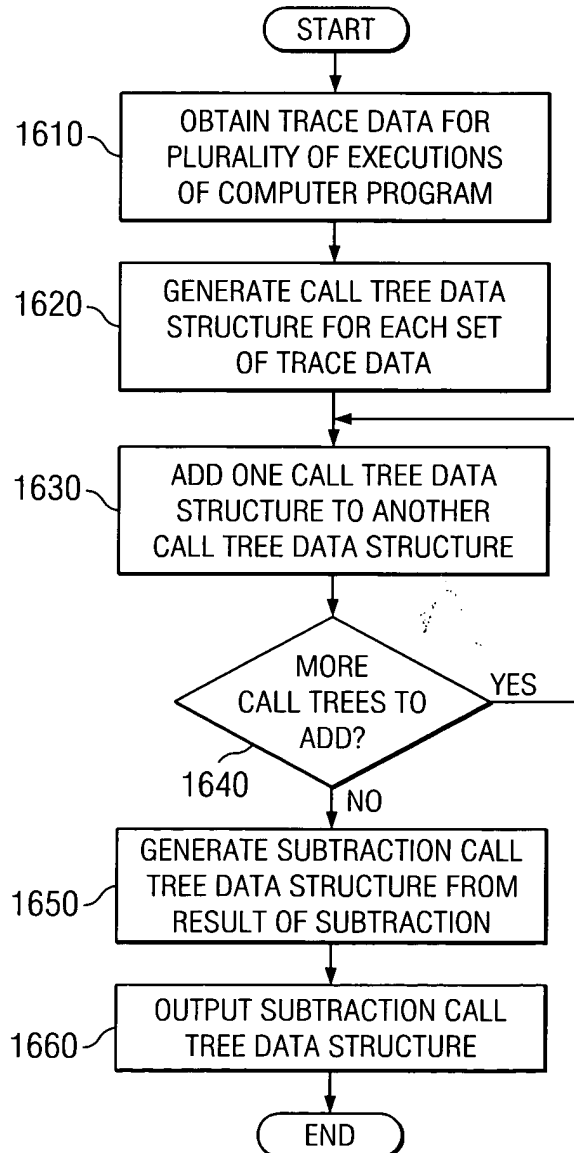 START
1610
OBTAIN TRACE DATA FOR
PLURALITY OF EXECUTIONS
OF COMPUTER PROGRAM
1620
GENERATE CALL TREE DATA
STRUCTURE FOR EACH SET
OF TRACE DATA
1630
ADD ONE CALL TREE DATA
STRUCTURE TO ANOTHER
CALL TREE DATA STRUCTURE
MORE
CALL TREES TO
ADD?
YES
1640
NO
1650
GENERATE SUBTRACTION CALL
TREE DATA STRUCTURE FROM
RESULT OF SUBTRACTION
1660
OUTPUT SUBTRACTION CALL
TREE DATA STRUCTURE
END